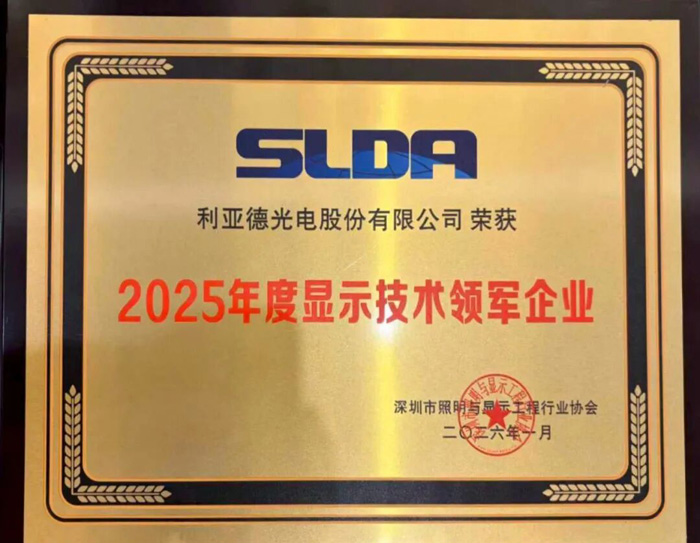 SLDA
利亚德光电股份有限公司 荣获
2025年度显示技术领军企业
深圳市照明与显示工程行业协会
二〇二六年一月